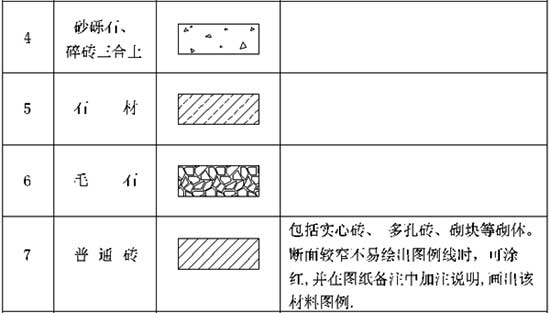 4
砂砾石、
碎砖三合上
5
石 材
6
毛 石
7
普 通 砖
包括实心砖、 多孔砖、砌块等砌体。
断面较窄不易绘出图例线时, 可涂
红, 并在图纸备注中加注说明, 画出该
材料图例.